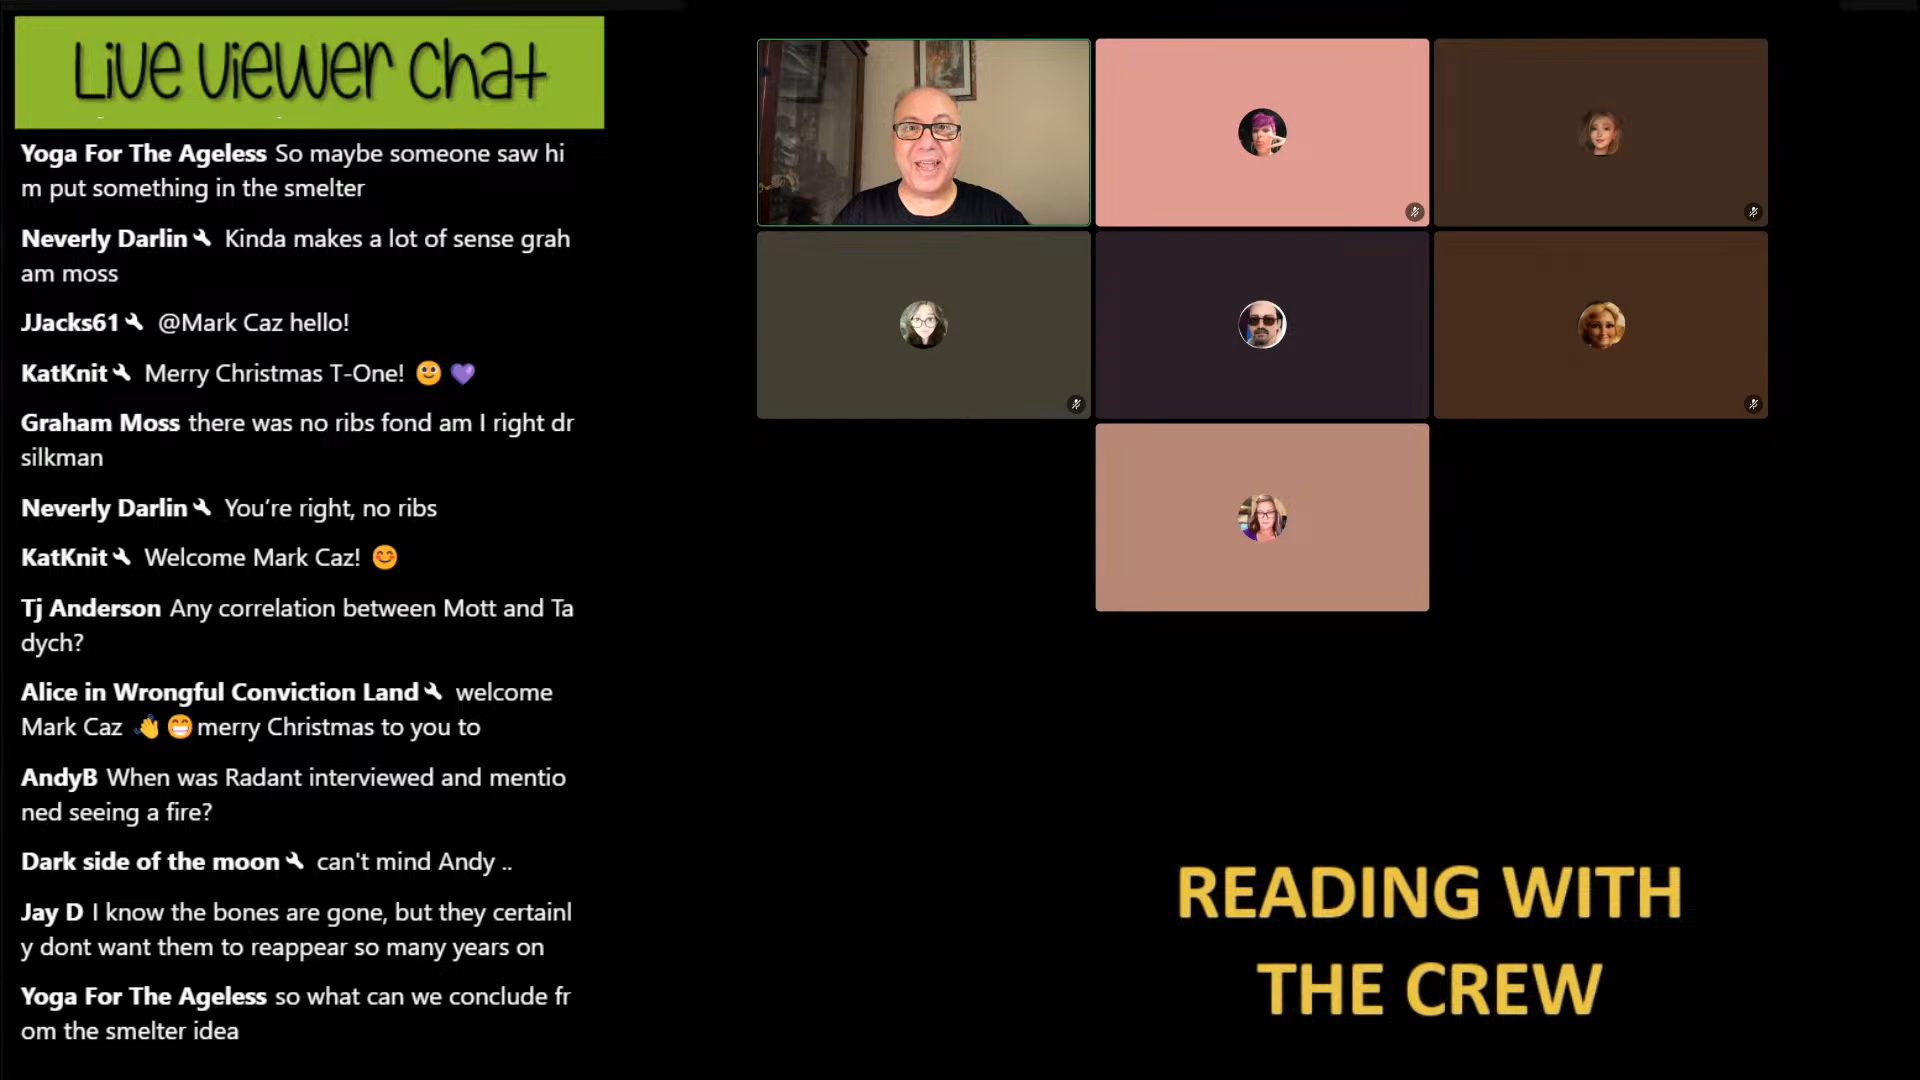 Live Viewer Chat
Yoga For The Ageless So maybe someone saw hi
m put something in the smelter
Neverly Darlin Kinda makes a lot of sense grah
am moss
JJacks61 @Mark Caz hello!
KatKnit Merry Christmas T-One! 🙂 💜
Graham Moss there was no ribs fond am I right dr
silkman
Neverly Darlin You’re right, no ribs
KatKnit Welcome Mark Caz! 😊
Tj Anderson Any correlation between Mott and Ta
dych?
Alice in Wrongful Conviction Land welcome
Mark Caz 👋 😁 merry Christmas to you to
AndyB When was Radant interviewed and mentio
ned seeing a fire?
Dark side of the moon can't mind Andy ..
Jay D I know the bones are gone, but they certainl
y dont want them to reappear so many years on
Yoga For The Ageless so what can we conclude fr
om the smelter idea
READING WITH
THE CREW